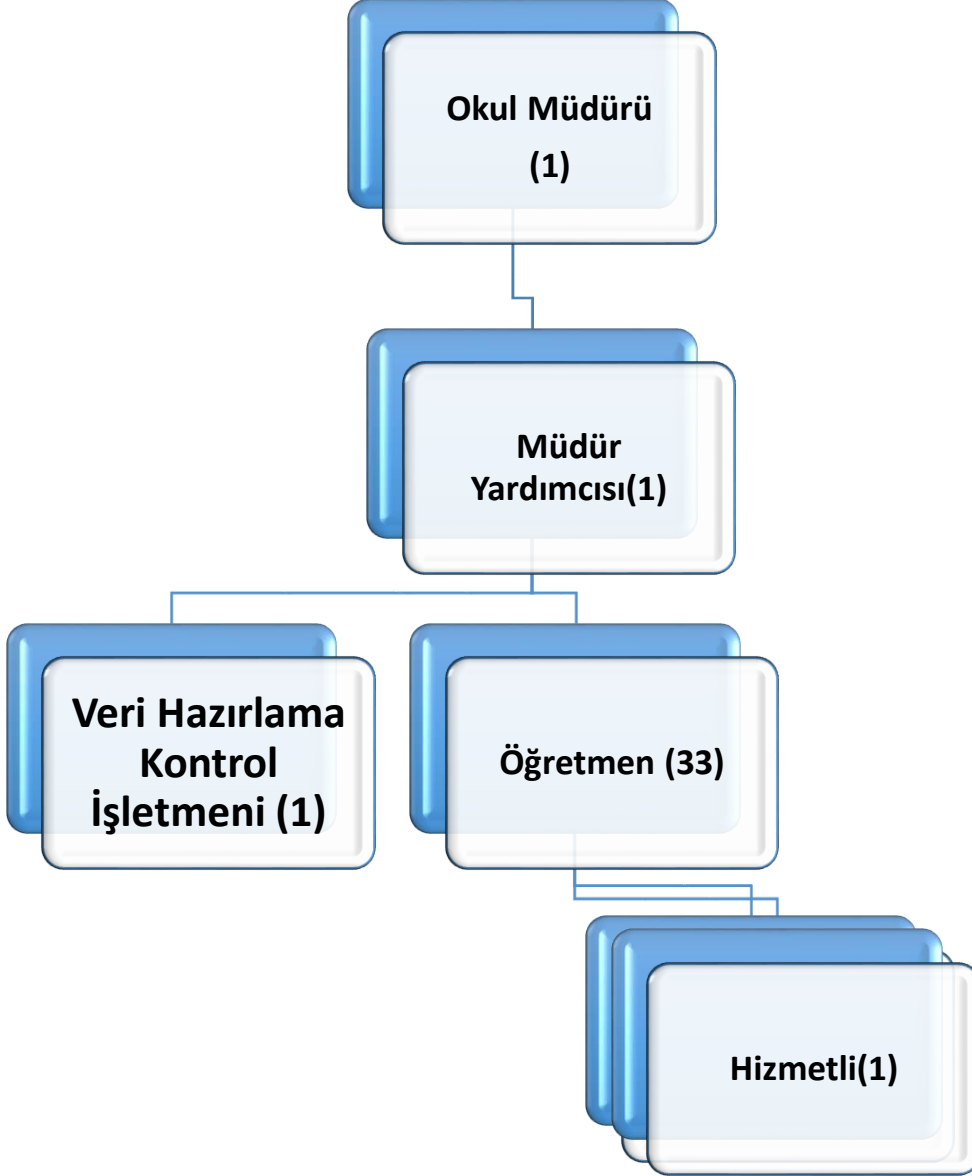 Okul Müdürü
(1)
Müdür
Yardımcısı(1)
Veri Hazırlama
Kontrol
İşletmeni (1)
Öğretmen (33)
Hizmetli(1)